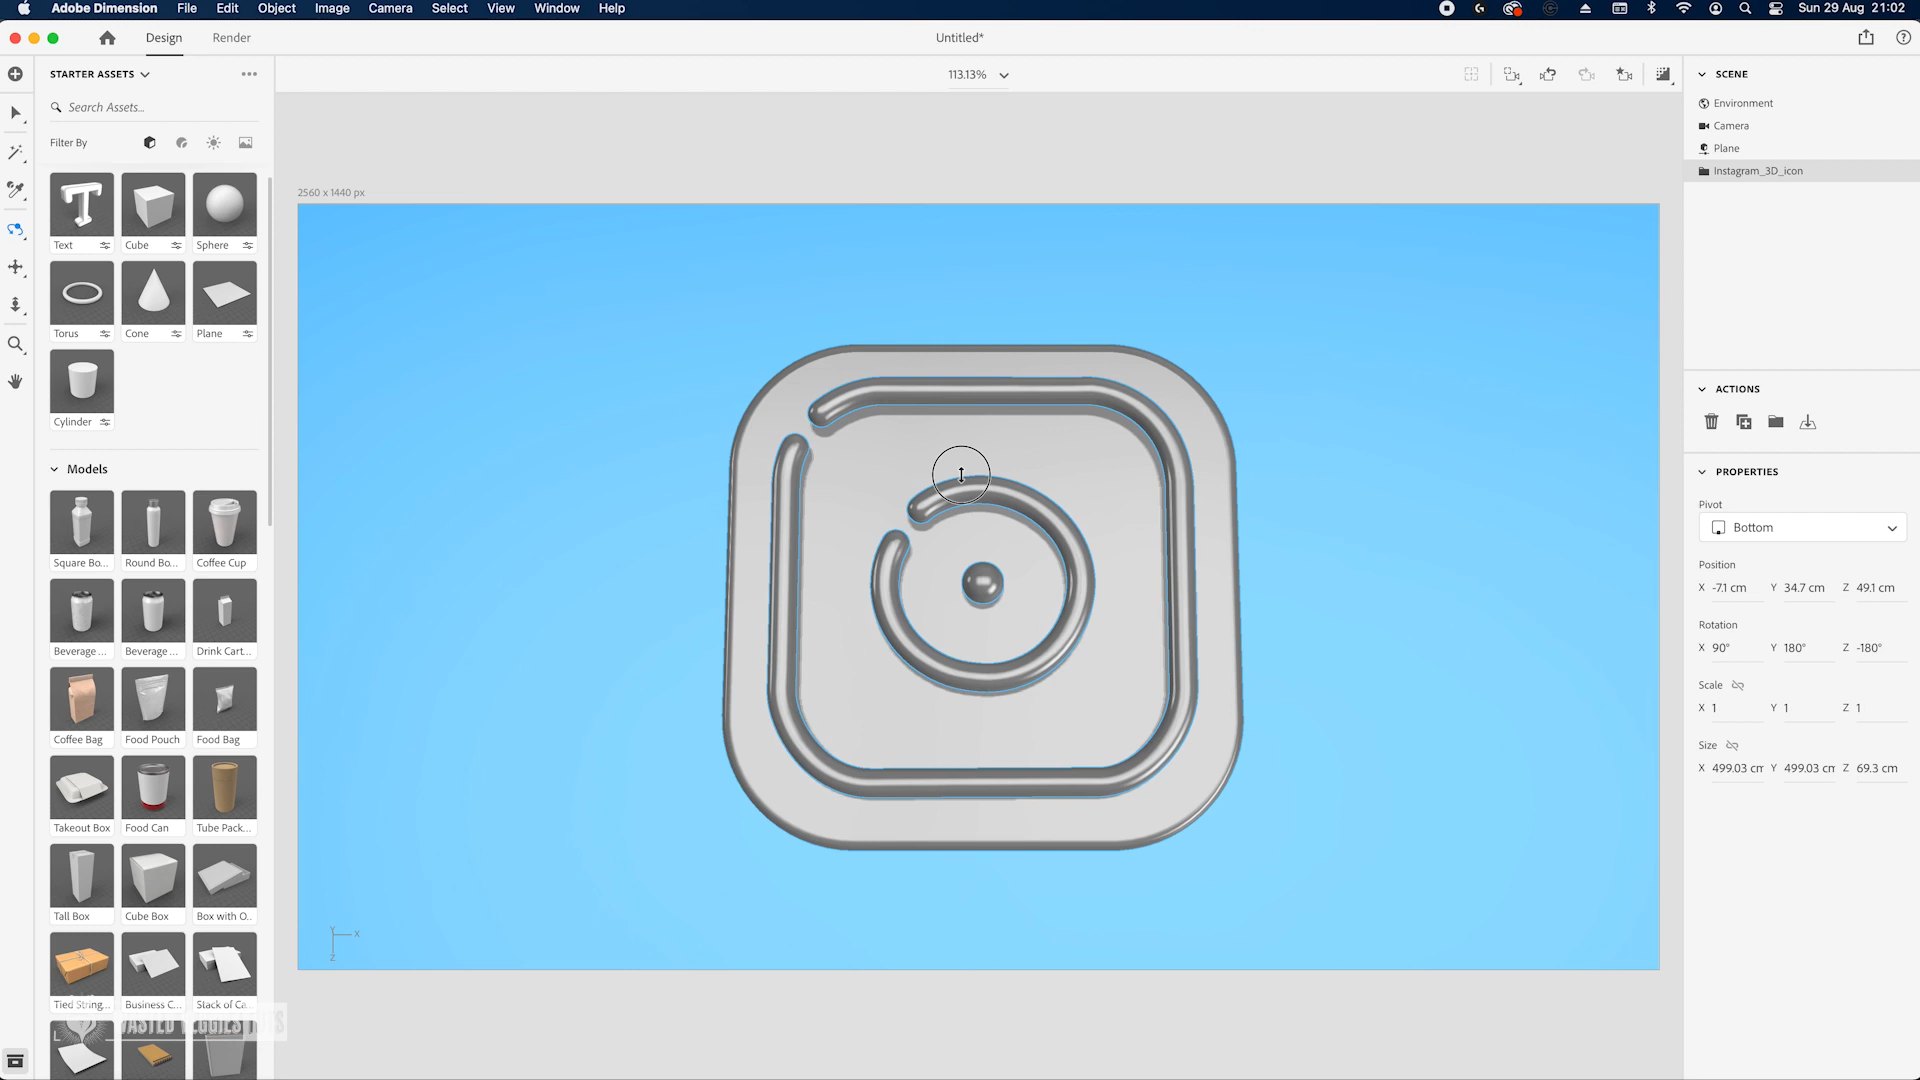 Adobe Dimension File Edit Object Image Camera Select View Window Help Sun 29 Aug 21:02
Design Render Untitled*
STARTER ASSETS
113.13%
Search Assets...
Filter By
Text Cube Sphere
Torus Cone Plane
Cylinder
Models
Square Bo... Round Bo... Coffee Cup
Beverage ... Beverage ... Drink Cart...
Coffee Bag Food Pouch Food Bag
Takeout Box Food Can Tube Pack...
Tall Box Cube Box Box with O...
Tied String... Business C... Stack of Ca...
2560 x 1440 px
Y X
Z
SCENE
Environment
Camera
Plane
Instagram_3D_icon
ACTIONS
PROPERTIES
Pivot
Bottom
Position
X -7.1 cm Y 34.7 cm Z 49.1 cm
Rotation
X 90° Y 180° Z -180°
Scale
X 1 Y 1 Z 1
Size
X 499.03 cm Y 499.03 cm Z 69.3 cm